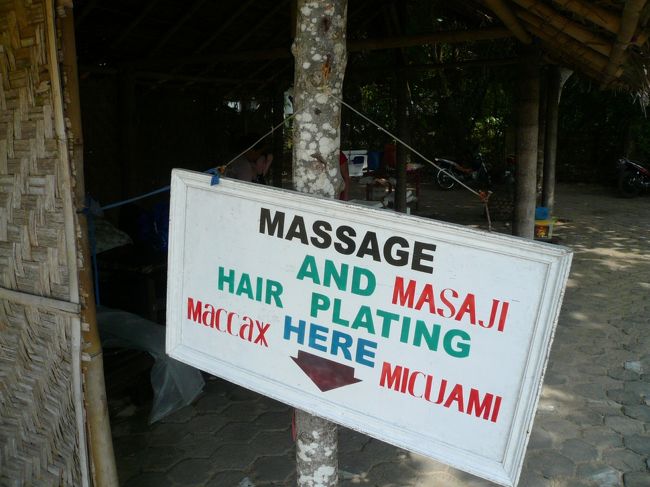 MASSAGE
AND MASAJI
HAIR PLATING
Maccax HERE MICUAMI